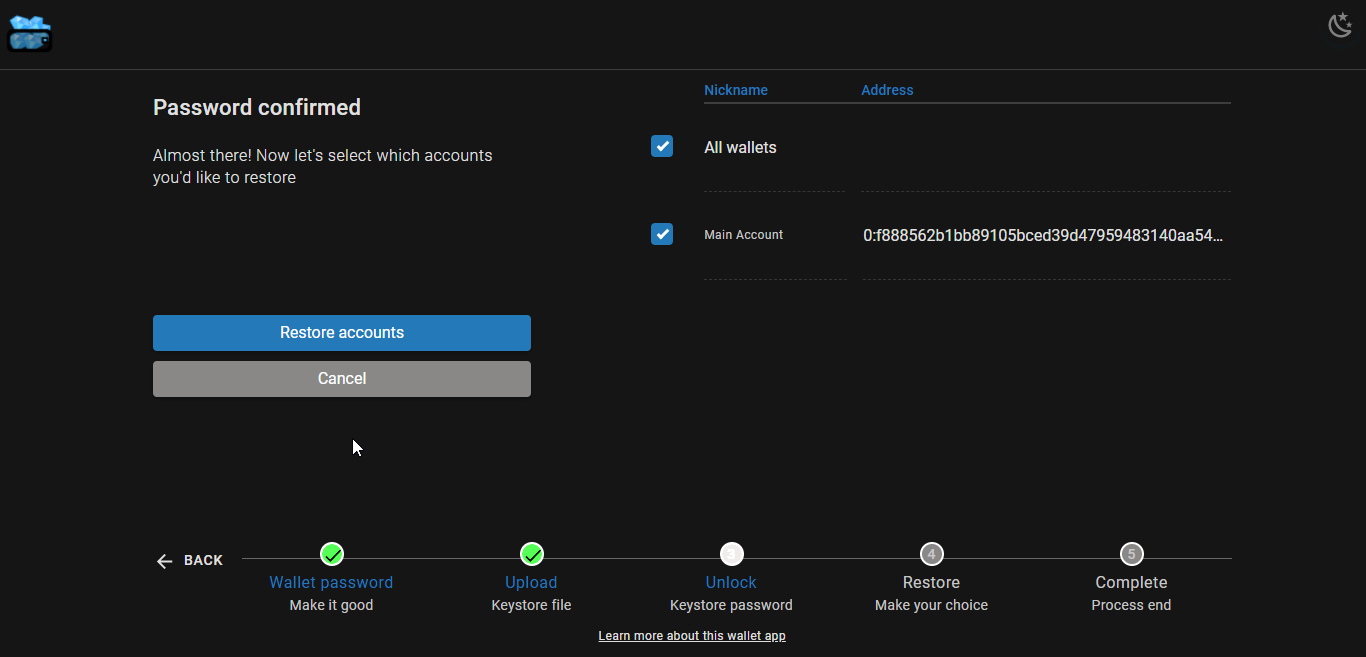 Password confirmed
Almost there! Now let's select which accounts
you'd like to restore
Restore accounts
Cancel
Nickname Address
All wallets
Main Account 0:f888562b1bb89105bced39d47959483140aa54...
BACK
3 4 5
Wallet password Upload Unlock Restore Complete
Make it good Keystore file Keystore password Make your choice Process end
Learn more about this wallet app